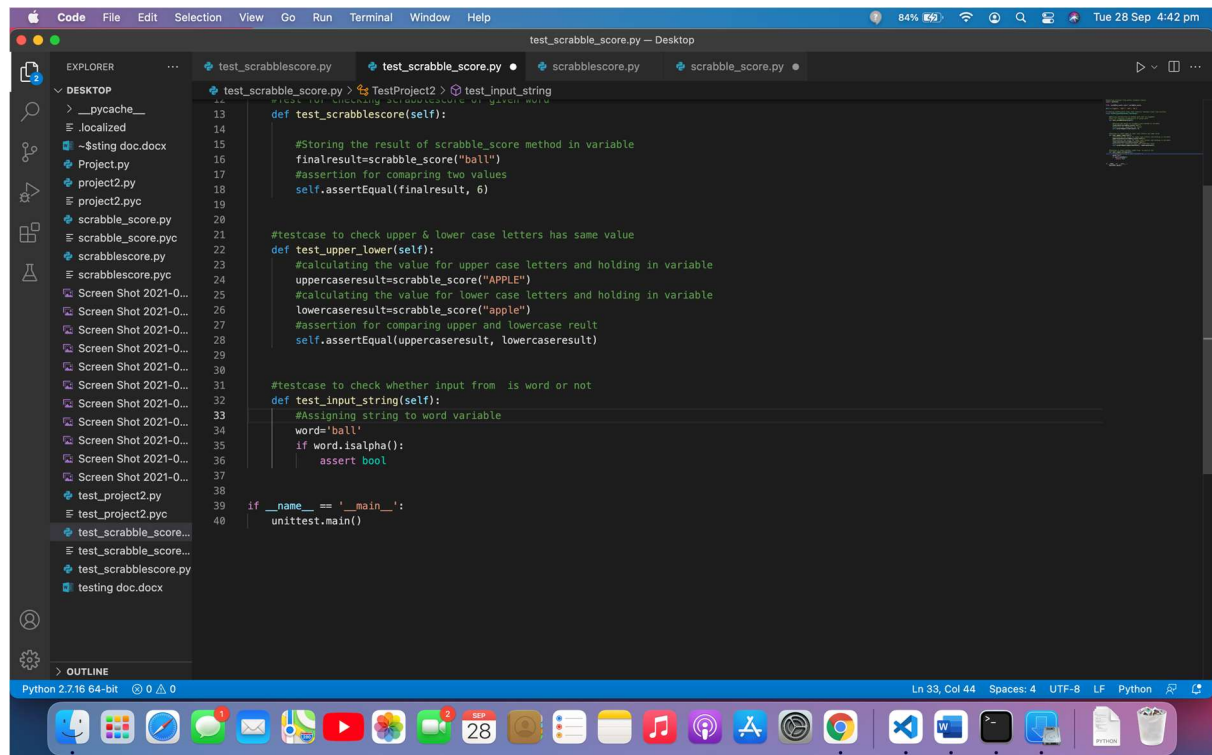 Code File Edit Selection View Go Run Terminal Window Help 84% Tue 28 Sep 4:42 pm
test_scrabble_score.py — Desktop
EXPLORER ... test_scrabblescore.py test_scrabble_score.py ● scrabblescore.py scrabble_score.py ●
2
DESKTOP
test_scrabble_score.py > TestProject2 > test_input_string
__pycache__
.localized
~$sting doc.docx
Project.py
project2.py
project2.pyc
scrabble_score.py
scrabble_score.pyc
scrabblescore.py
scrabblescore.pyc
Screen Shot 2021-0...
Screen Shot 2021-0...
Screen Shot 2021-0...
Screen Shot 2021-0...
Screen Shot 2021-0...
Screen Shot 2021-0...
Screen Shot 2021-0...
Screen Shot 2021-0...
Screen Shot 2021-0...
Screen Shot 2021-0...
Screen Shot 2021-0...
test_project2.py
test_project2.pyc
test_scrabble_score...
test_scrabble_score...
test_scrabblescore.py
testing doc.docx
OUTLINE
12 #Test for checking scrabblescore of given word
13 def test_scrabblescore(self):
14
15 #Storing the result of scrabble_score method in variable
16 finalresult=scrabble_score("ball")
17 #assertion for comapring two values
18 self.assertEqual(finalresult, 6)
19
20
21 #testcase to check upper & lower case letters has same value
22 def test_upper_lower(self):
23 #calculating the value for upper case letters and holding in variable
24 uppercaseresult=scrabble_score("APPLE")
25 #calculating the value for lower case letters and holding in variable
26 lowercaseresult=scrabble_score("apple")
27 #assertion for comparing upper and lowercase reult
28 self.assertEqual(uppercaseresult, lowercaseresult)
29
30
31 #testcase to check whether input from  is word or not
32 def test_input_string(self):
33 #Assigning string to word variable
34 word='ball'
35 if word.isalpha():
36 assert bool
37
38
39 if __name__ == '__main__':
40 unittest.main()
Python 2.7.16 64-bit 0 0 Ln 33, Col 44 Spaces: 4 UTF-8 LF Python
1 2 SEP 28 PYTHON